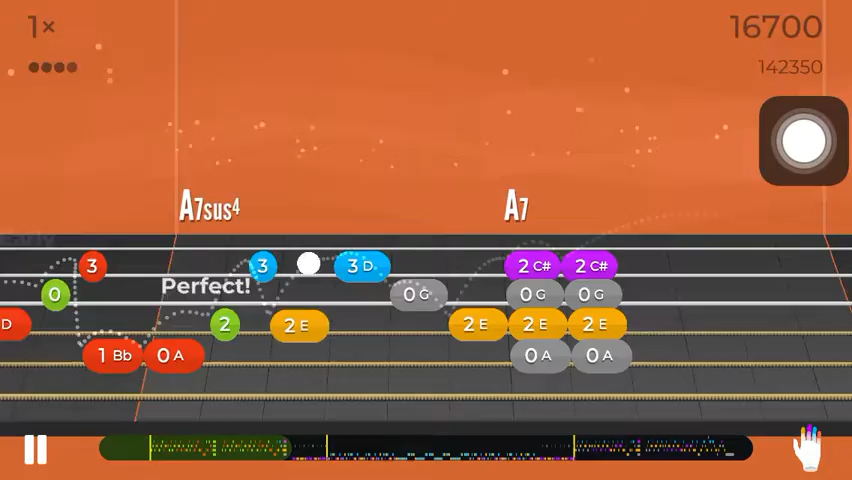 1×
16700
142350
A7sus4
A7
Early
3 3 3 D 2 C# 2 C#
Perfect!
0 0 G 0 G 0 G
D 2 2 E 2 E 2 E 2 E
1 Bb 0 A 0 A 0 A